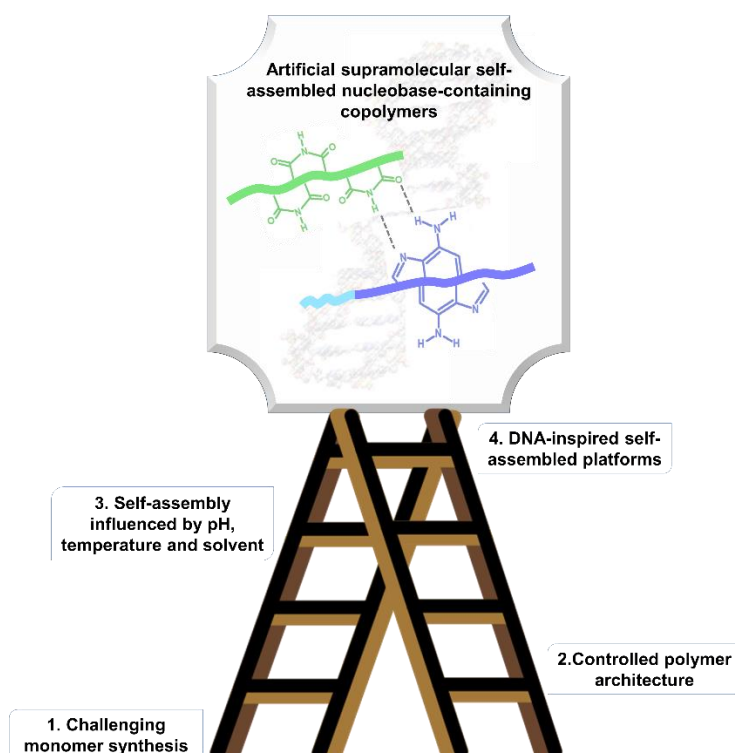 Artificial supramolecular self-
assembled nucleobase-containing
copolymers
H
O
N
O
O
N
O
H
O
N
O
H
H
N
H
N
N
H
N
H
4. DNA-inspired self-
assembled platforms
3. Self-assembly
influenced by pH,
temperature and solvent
2.Controlled polymer
architecture
1. Challenging
monomer synthesis